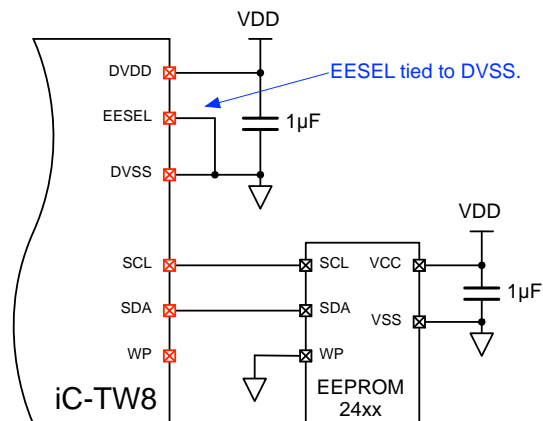 VDD
DVDD
EESEL tied to DVSS.
EESEL
1µF
DVSS
VDD
SCL
SCL
VCC
1µF
SDA
SDA
VSS
WP
WP
iC-TW8
EEPROM
24xx